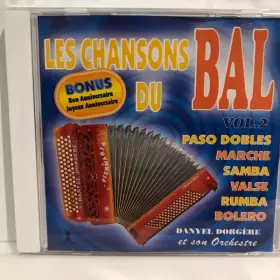 LES CHANSONS
DU
BAL
BONUS
Bon Anniversaire
Joyeux Anniversaire
VOL.2
PASO DOBLES
MARCHE
SAMBA
VALSE
RUMBA
BOLERO
DANYEL DORGÈRE
et son Orchestre